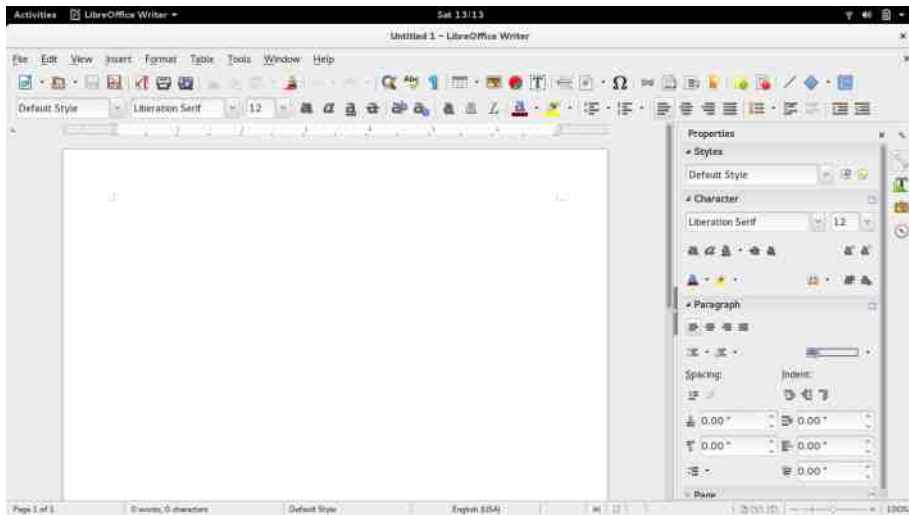 Activities LibreOffice Writer Sat 13:13
Untitled 1 - LibreOffice Writer
File Edit View Insert Format Table Tools Window Help
Default Style Liberation Serif 12
Properties
Styles
Default Style
Character
Liberation Serif 12
Paragraph
Spacing: Indent:
0.00" 0.00"
0.00" 0.00"
0.00"
Page
Page 1 of 1 0 words, 0 characters Default Style English (USA) 100%